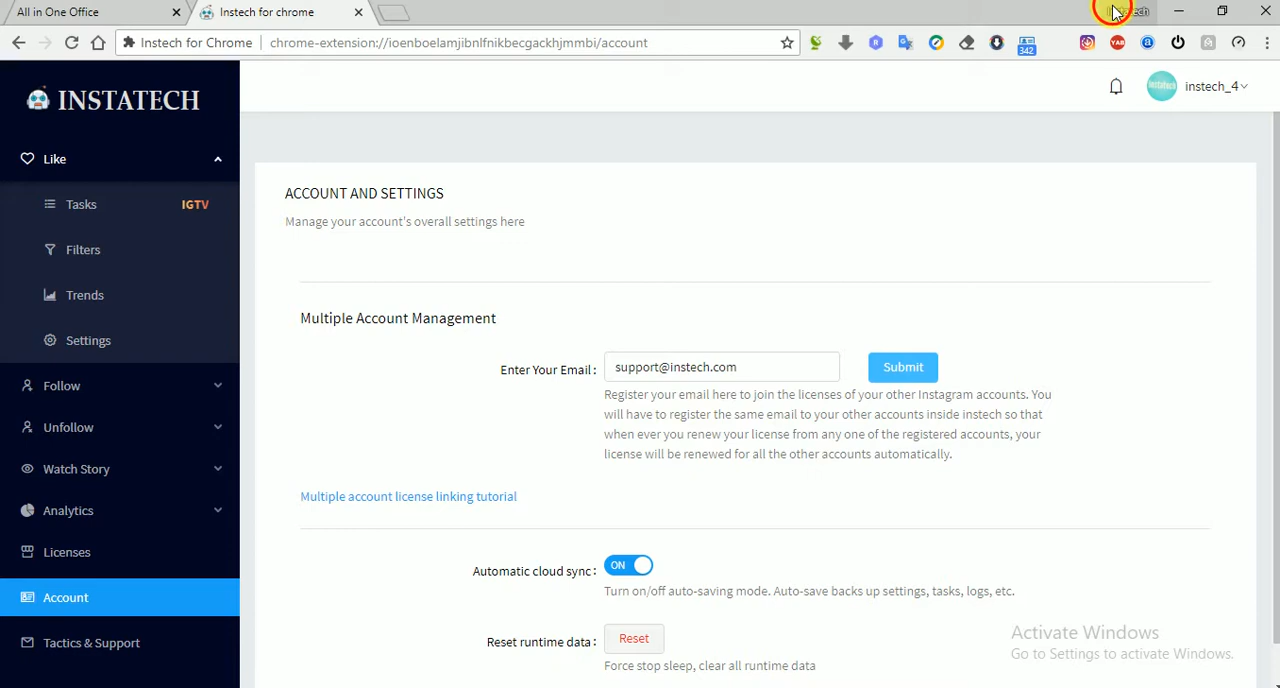 All in One Office
Instech for chrome
Instech for Chrome
chrome-extension://ioenboelamjibnlfnikbecgackhjmmbi/account
342
YAB
INSTATECH
instech_4
Like
Tasks
IGTV
Filters
Trends
Settings
Follow
Unfollow
Watch Story
Analytics
Licenses
Account
Tactics & Support
ACCOUNT AND SETTINGS
Manage your account's overall settings here
Multiple Account Management
Enter Your Email :
support@instech.com
Submit
Register your email here to join the licenses of your other Instagram accounts. You
will have to register the same email to your other accounts inside instech so that
when ever you renew your license from any one of the registered accounts, your
license will be renewed for all the other accounts automatically.
Multiple account license linking tutorial
Automatic cloud sync :
ON
Turn on/off auto-saving mode. Auto-save backs up settings, tasks, logs, etc.
Reset runtime data :
Reset
Force stop sleep, clear all runtime data
Activate Windows
Go to Settings to activate Windows.